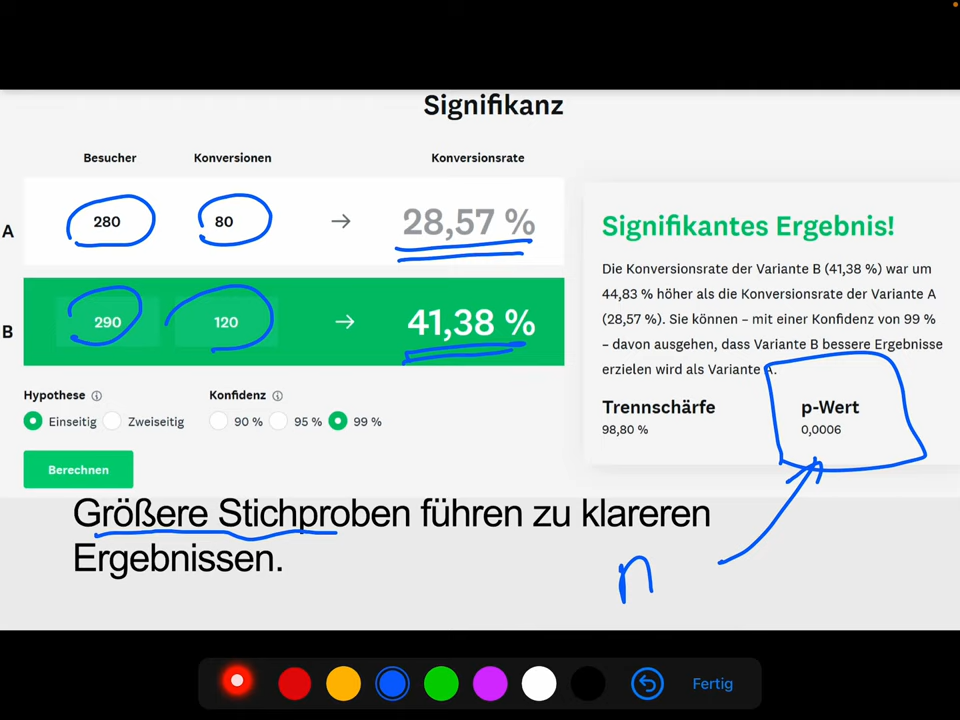 Signifikanz
Besucher Konversionen Konversionsrate
A 280 80 → 28,57 %
B 290 120 → 41,38 %
Hypothese ⓘ Konfidenz ⓘ
Einseitig Zweiseitig 90 % 95 % 99 %
Berechnen
Signifikantes Ergebnis!
Die Konversionsrate der Variante B (41,38 %) war um
44,83 % höher als die Konversionsrate der Variante A
(28,57 %). Sie können – mit einer Konfidenz von 99 %
– davon ausgehen, dass Variante B bessere Ergebnisse
erzielen wird als Variante A.
Trennschärfe p-Wert
98,80 % 0,0006
Größere Stichproben führen zu klareren
Ergebnissen.
n
Fertig